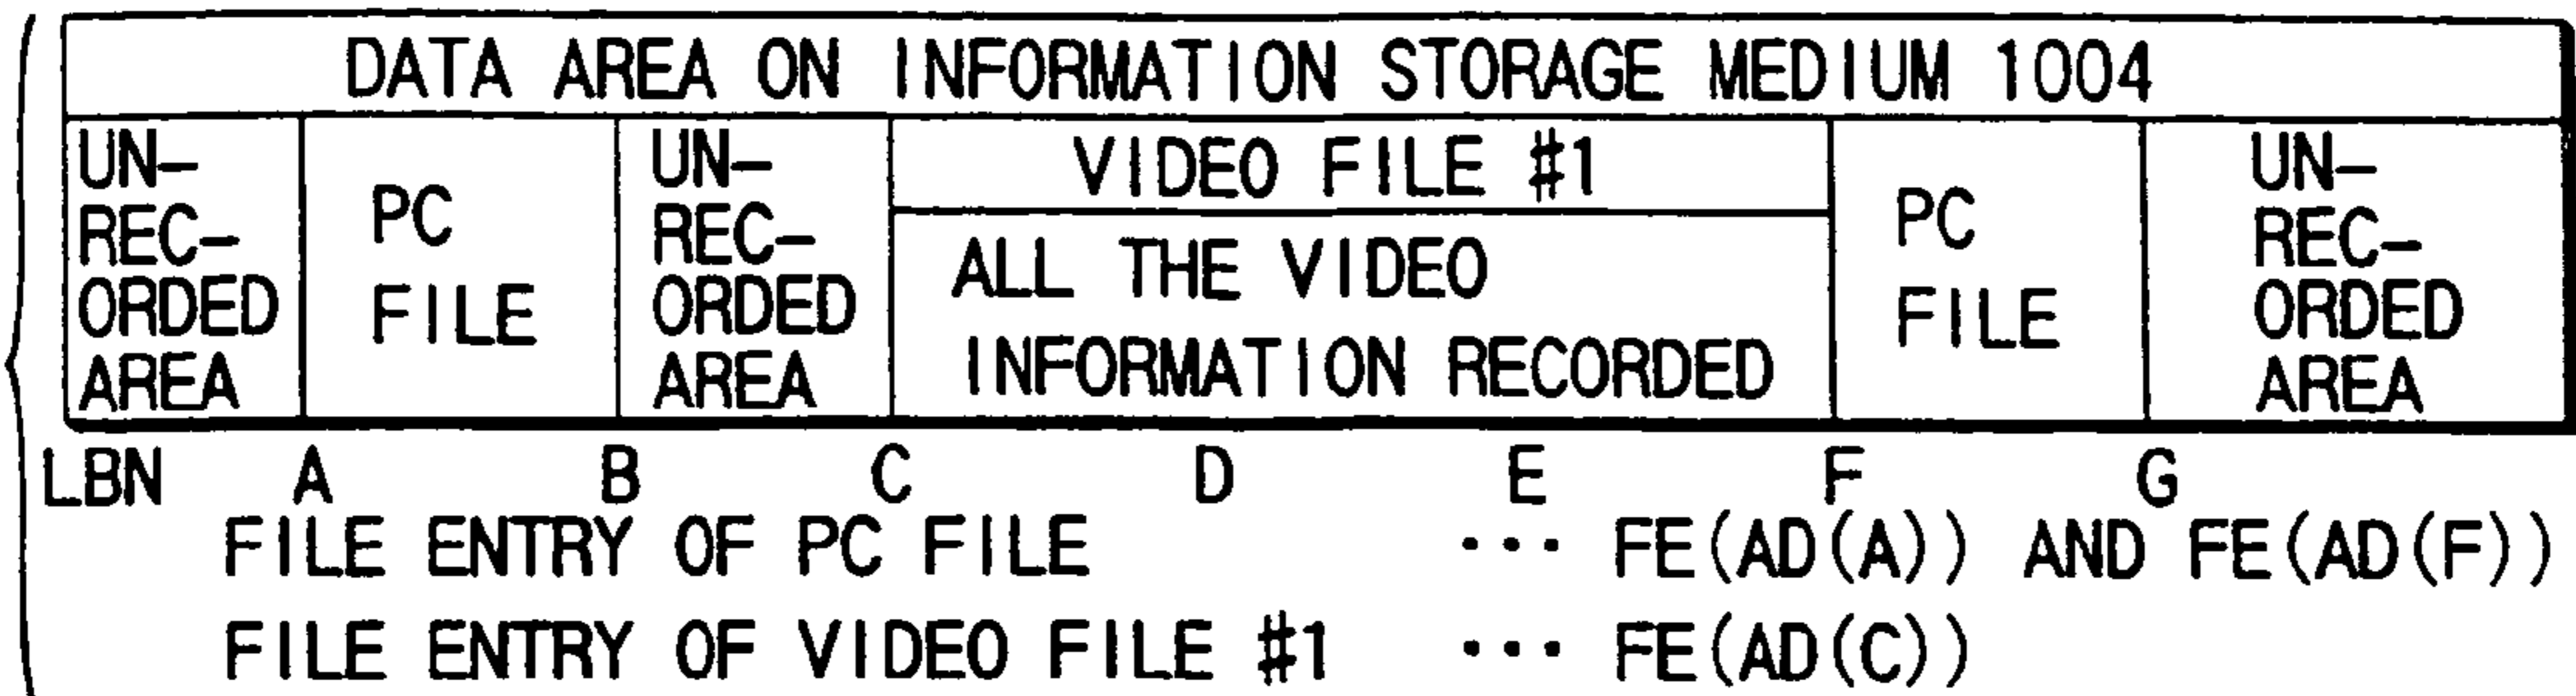 DATA AREA ON INFORMATION STORAGE MEDIUM 1004
UN-
REC-
ORDED
AREA
PC
FILE
UN-
REC-
ORDED
AREA
VIDEO FILE #1
ALL THE VIDEO
INFORMATION RECORDED
PC
FILE
UN-
REC-
ORDED
AREA
LBN A B C D E F G
FILE ENTRY OF PC FILE ··· FE(AD(A)) AND FE(AD(F))
FILE ENTRY OF VIDEO FILE #1 ··· FE(AD(C))